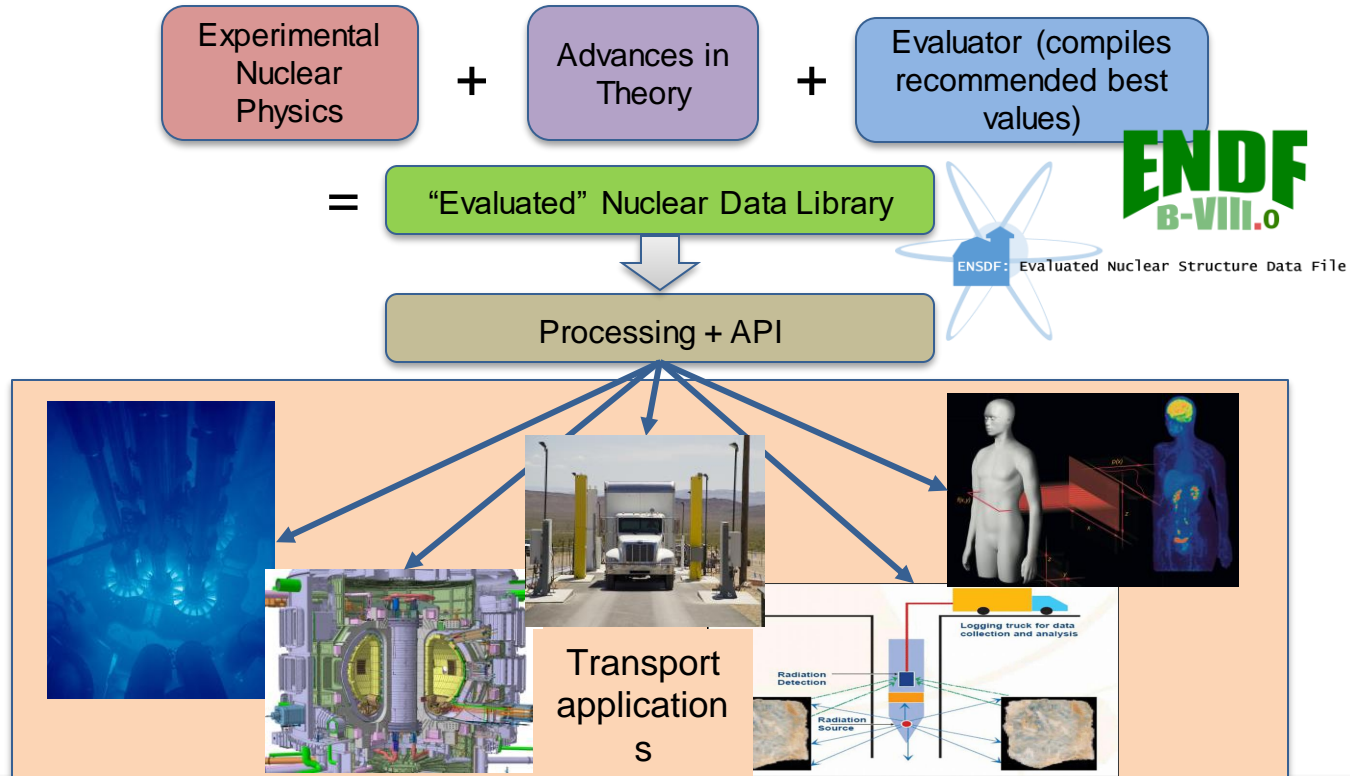 Experimental
Nuclear
Physics
+
Advances in
Theory
+
Evaluator (compiles
recommended best
values)
ENDF
B-VIII.0
=
“Evaluated” Nuclear Data Library
ENSDF: Evaluated Nuclear Structure Data File
Processing + API
Logging truck for data
collection and analysis
Radiation
Detection
Radiation
Source
Transport
application
s
f(x,y)
p(x)